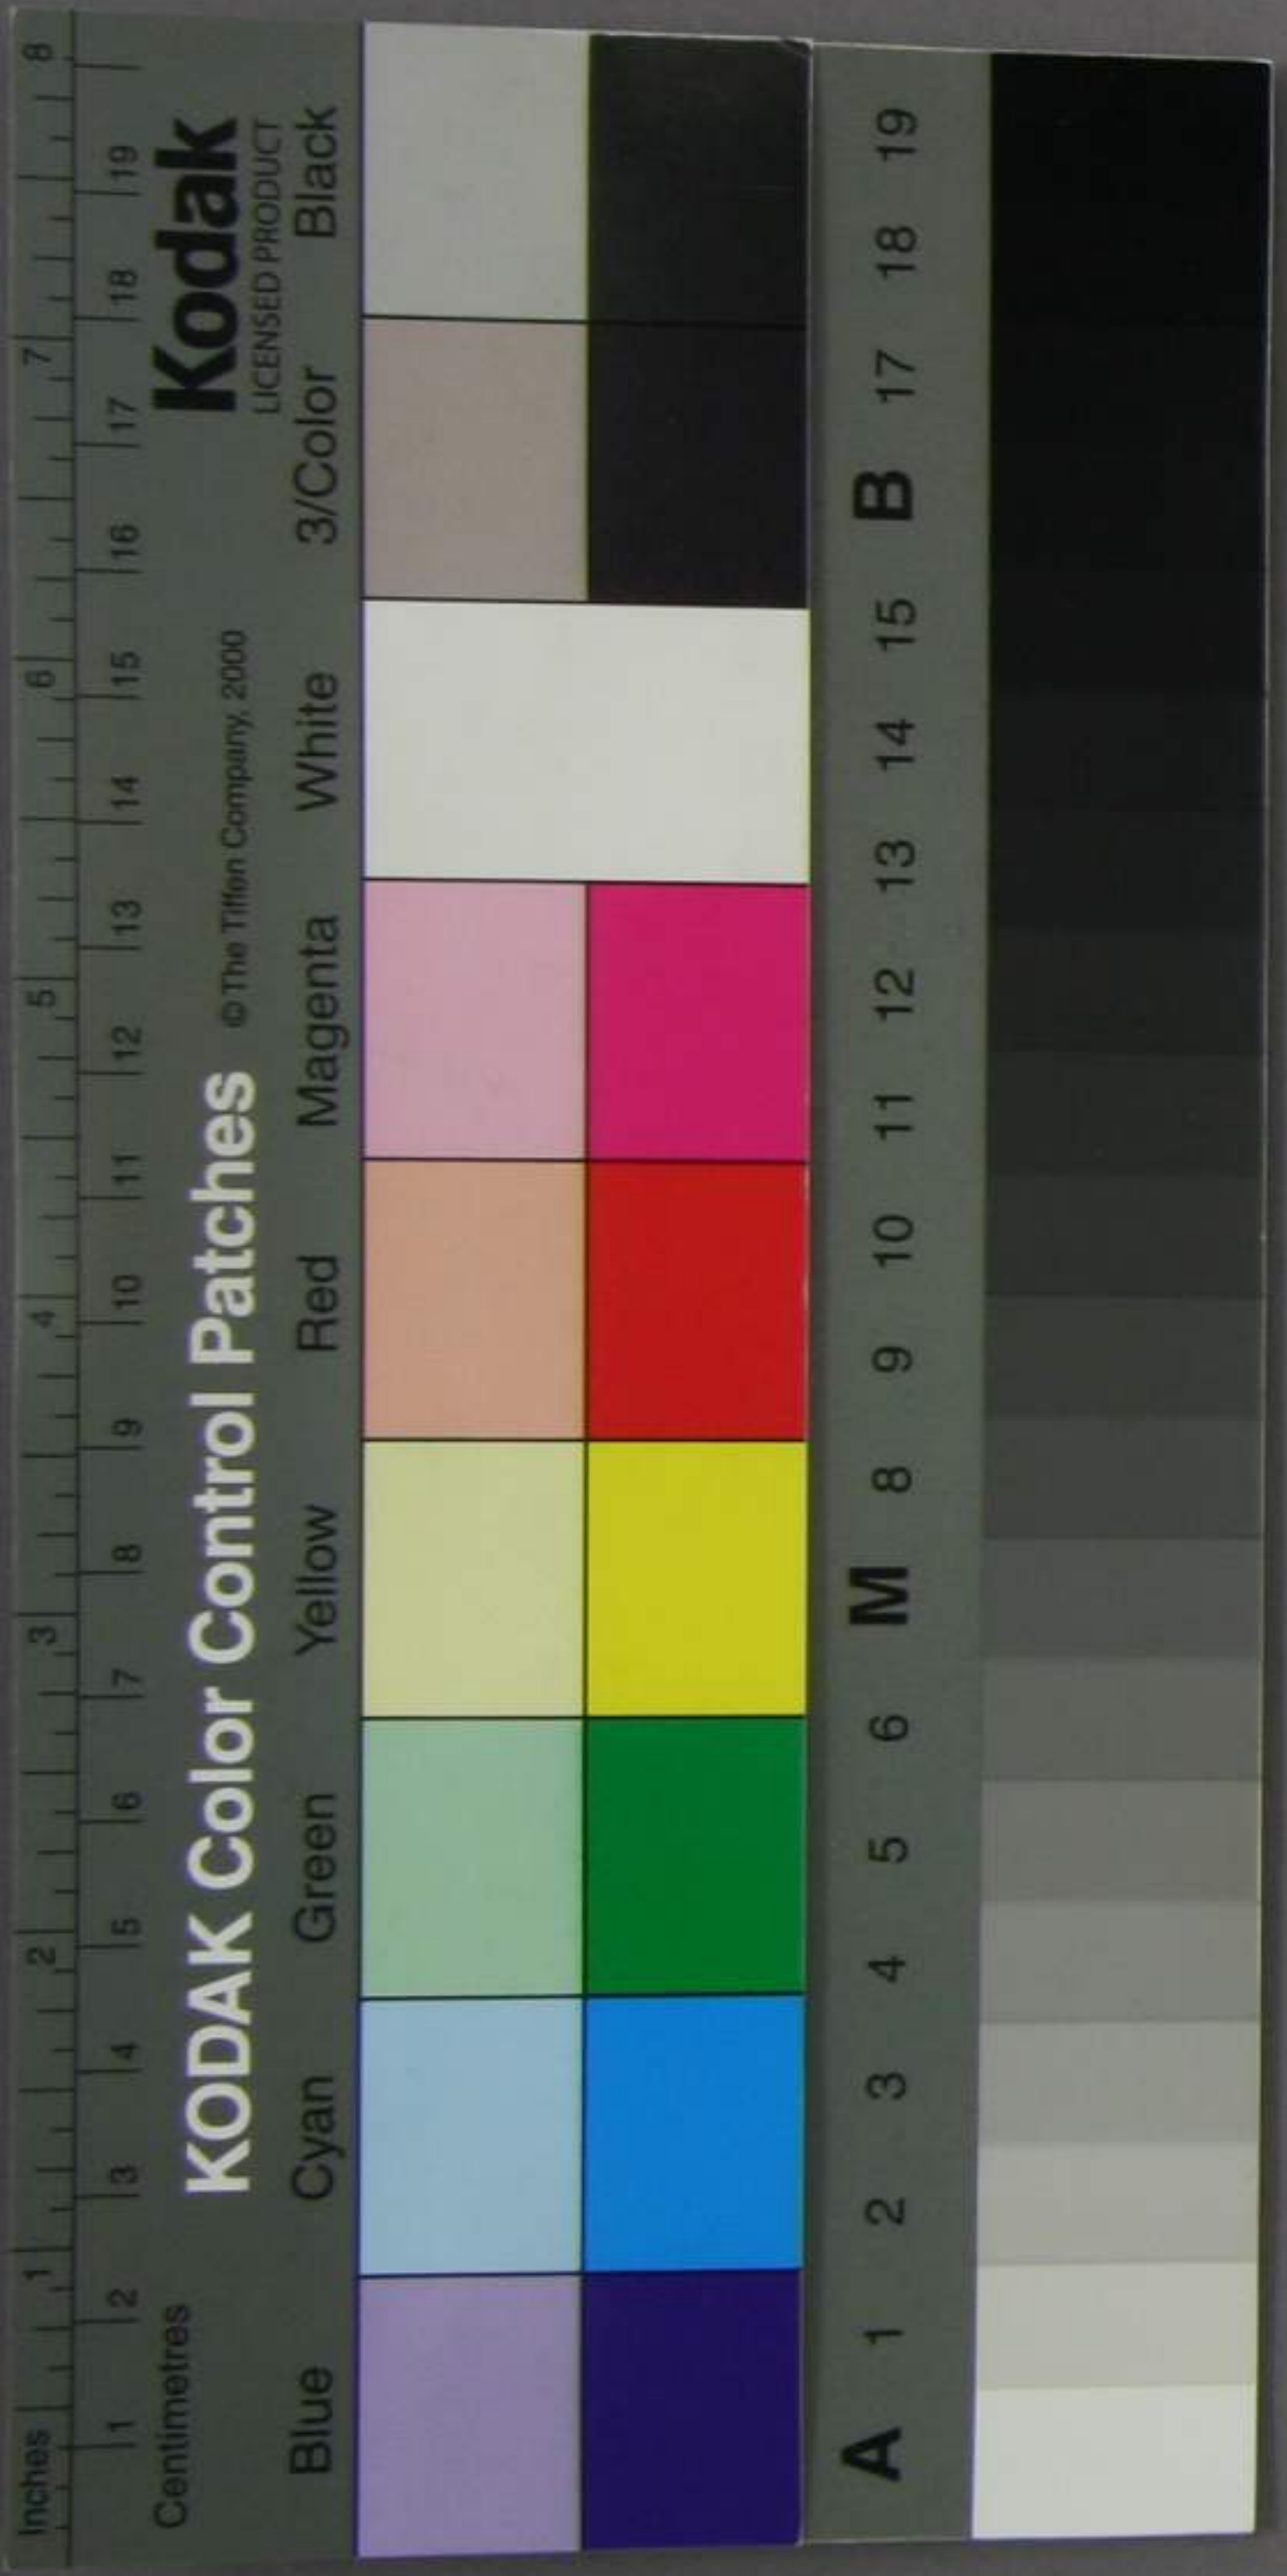 Inches 1 2 3 4 5 6 7 8
1 2 3 4 5 6 7 8 9 10 11 12 13 14 15 16 17 18 19
Centimetres
KODAK Color Control Patches © The Tiffen Company, 2000 Kodak
LICENSED PRODUCT
Blue Cyan Green Yellow Red Magenta White 3/Color Black
A 1 2 3 4 5 6 M 8 9 10 11 12 13 14 15 B 17 18 19